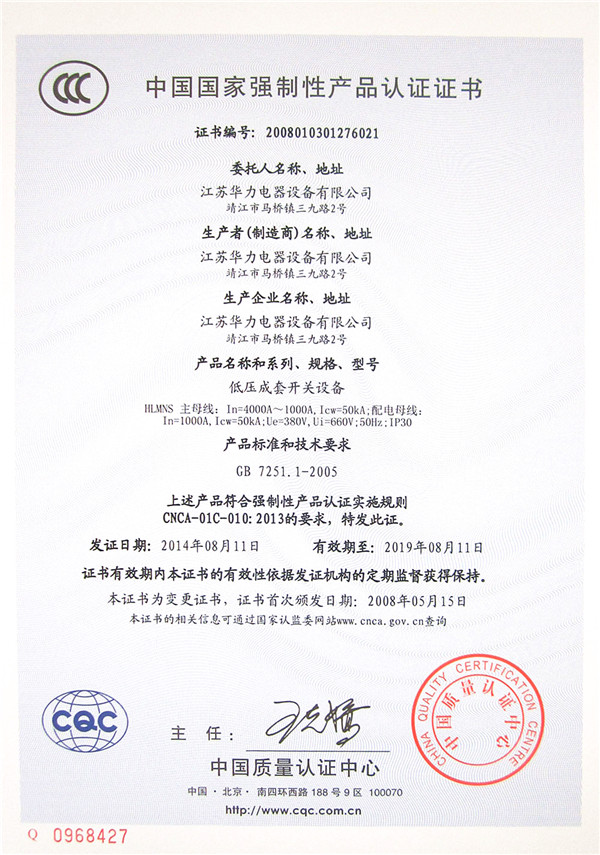 中国国家强制性产品认证证书
证书编号：2008010301276021
委托人名称、地址
江苏华力电器设备有限公司
靖江市马桥镇三九路2号
生产者(制造商)名称、地址
江苏华力电器设备有限公司
靖江市马桥镇三九路2号
生产企业名称、地址
江苏华力电器设备有限公司
靖江市马桥镇三九路2号
产品名称和系列、规格、型号
低压成套开关设备
HLMNS 主母线：In=4000A～1000A,Icw=50kA;配电母线：
In=1000A,Icw=50kA;Ue=380V,Ui=660V;50Hz;IP30
产品标准和技术要求
GB 7251.1-2005
上述产品符合强制性产品认证实施规则
CNCA-01C-010:2013的要求，特发此证。
发证日期：2014年08月11日 有效期至：2019年08月11日
证书有效期内本证书的有效性依据发证机构的定期监督获得保持。
本证书为变更证书，证书首次颁发日期：2008年05月15日
本证书的相关信息可通过国家认监委网站www.cnca.gov.cn查询
CQC
主 任：
CHINA QUALITY CERTIFICATION CENTRE
中国质量认证中心
中国质量认证中心
中国·北京·南四环西路 188 号 9 区 100070
http://www.cqc.com.cn
Q 0968427